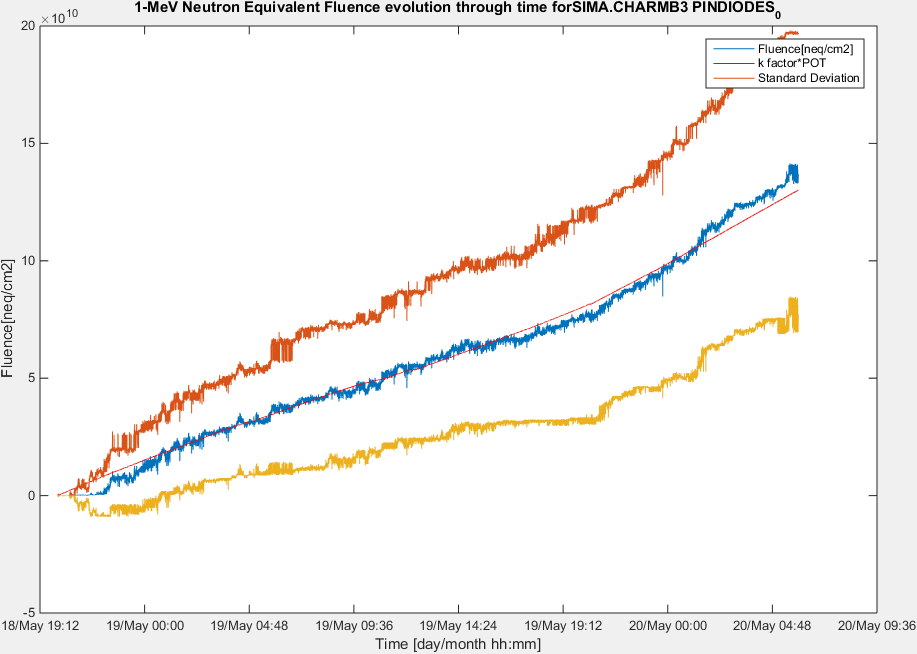 1-MeV Neutron Equivalent Fluence evolution through time forSIMA.CHARMB3 PINDIODES0
×10^10
20
15
10
5
0
-5
Fluence[neq/cm2]
Fluence[neq/cm2]
k factor*POT
Standard Deviation
18/May 19:12 19/May 00:00 19/May 04:48 19/May 09:36 19/May 14:24 19/May 19:12 20/May 00:00 20/May 04:48 20/May 09:36
Time [day/month hh:mm]